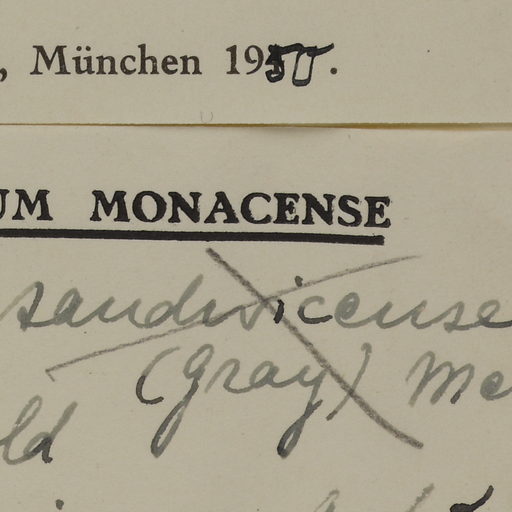 , München 1950.
UM MONACENSE
sandvicense
(Gray) Me
ld